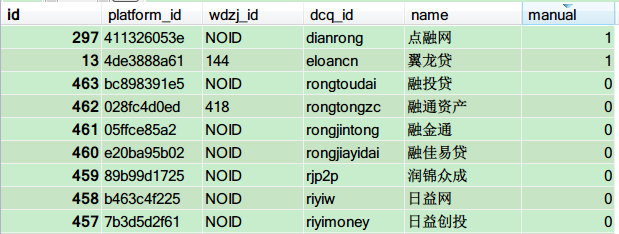 id platform_id wdzj_id dcq_id name manual
297 411326053e NOID dianrong 点融网 1
13 4de3888a61 144 eloancn 翼龙贷 1
463 bc898391e5 NOID rongtoudai 融投贷 0
462 028fc4d0ed 418 rongtongzc 融通资产 0
461 05ffce85a2 NOID rongjintong 融金通 0
460 e20ba95b02 NOID rongjiayidai 融佳易贷 0
459 89b99d1725 NOID rjp2p 润锦众成 0
458 b463c4f225 NOID riyiw 日益网 0
457 7b3d5d2f61 NOID riyimoney 日益创投 0